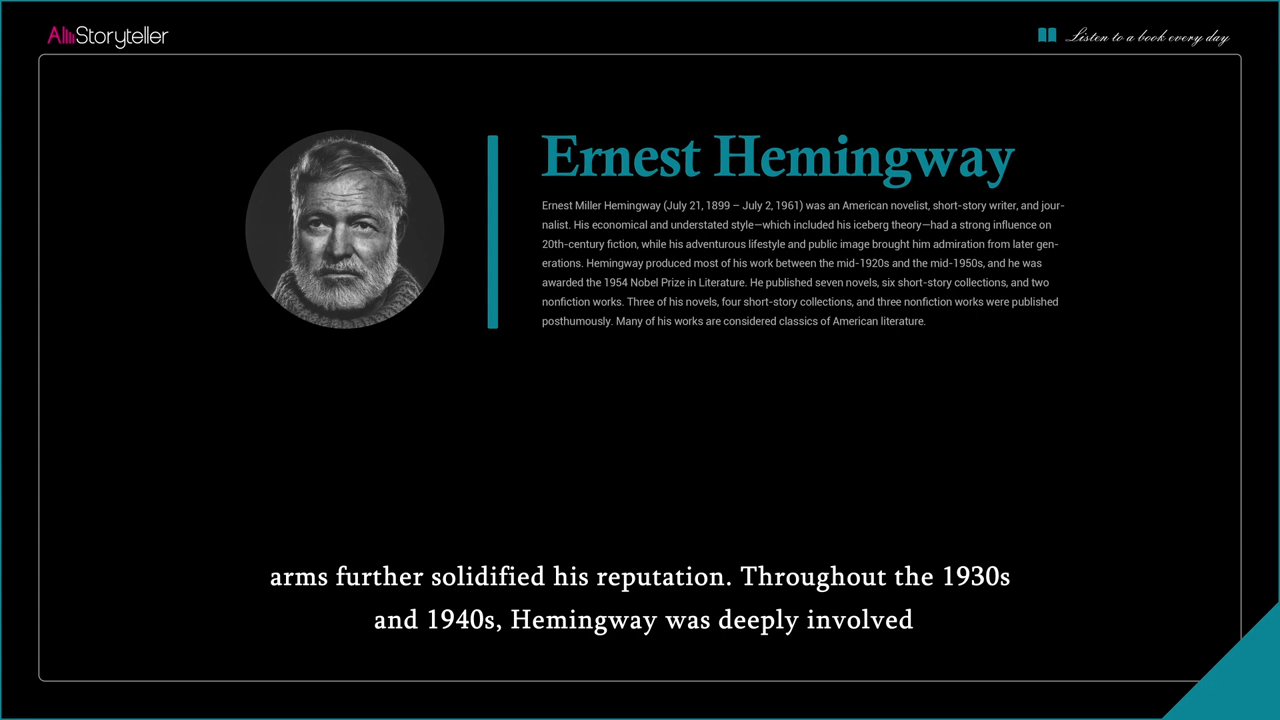 AllStoryteller
Listen to a book every day
Ernest Hemingway
Ernest Miller Hemingway (July 21, 1899 – July 2, 1961) was an American novelist, short-story writer, and jour-
nalist. His economical and understated style—which included his iceberg theory—had a strong influence on
20th-century fiction, while his adventurous lifestyle and public image brought him admiration from later gen-
erations. Hemingway produced most of his work between the mid-1920s and the mid-1950s, and he was
awarded the 1954 Nobel Prize in Literature. He published seven novels, six short-story collections, and two
nonfiction works. Three of his novels, four short-story collections, and three nonfiction works were published
posthumously. Many of his works are considered classics of American literature.
arms further solidified his reputation. Throughout the 1930s
and 1940s, Hemingway was deeply involved